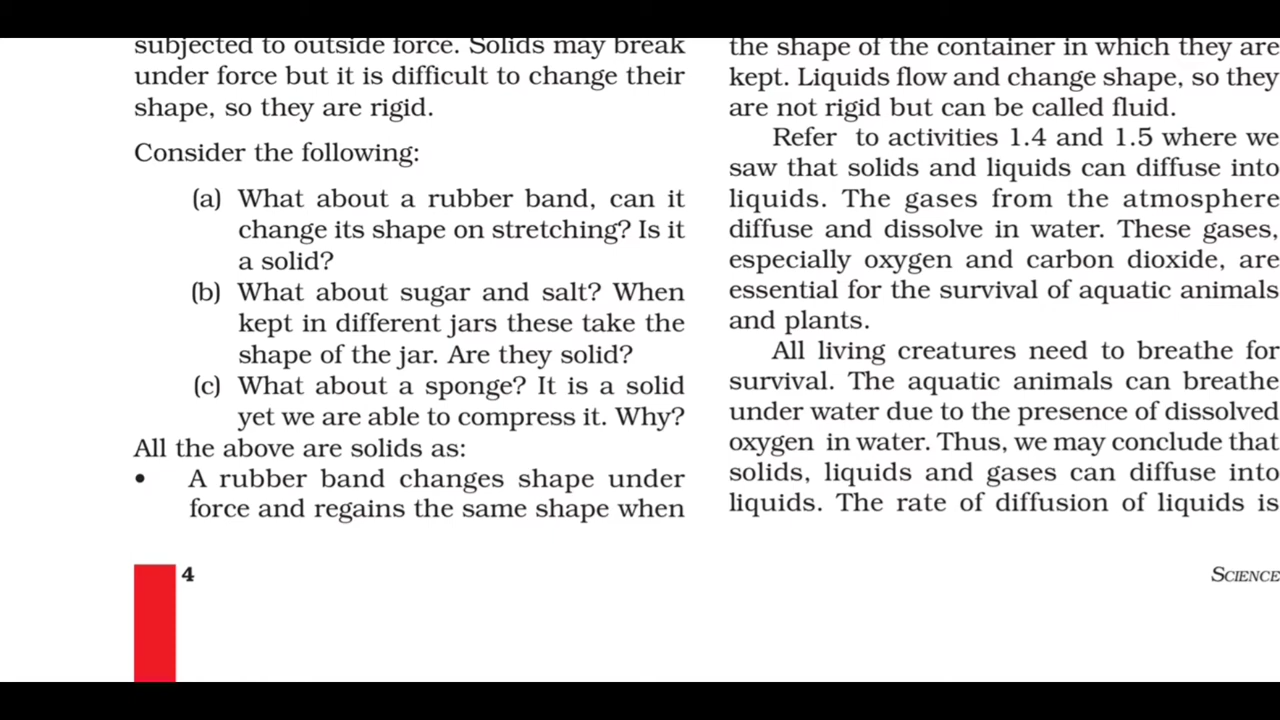 subjected to outside force. Solids may break
under force but it is difficult to change their
shape, so they are rigid.
Consider the following:
(a) What about a rubber band, can it
change its shape on stretching? Is it
a solid?
(b) What about sugar and salt? When
kept in different jars these take the
shape of the jar. Are they solid?
(c) What about a sponge? It is a solid
yet we are able to compress it. Why?
All the above are solids as:
• A rubber band changes shape under
force and regains the same shape when
the shape of the container in which they are
kept. Liquids flow and change shape, so they
are not rigid but can be called fluid.
Refer to activities 1.4 and 1.5 where we
saw that solids and liquids can diffuse into
liquids. The gases from the atmosphere
diffuse and dissolve in water. These gases,
especially oxygen and carbon dioxide, are
essential for the survival of aquatic animals
and plants.
All living creatures need to breathe for
survival. The aquatic animals can breathe
under water due to the presence of dissolved
oxygen in water. Thus, we may conclude that
solids, liquids and gases can diffuse into
liquids. The rate of diffusion of liquids is
4
SCIENCE